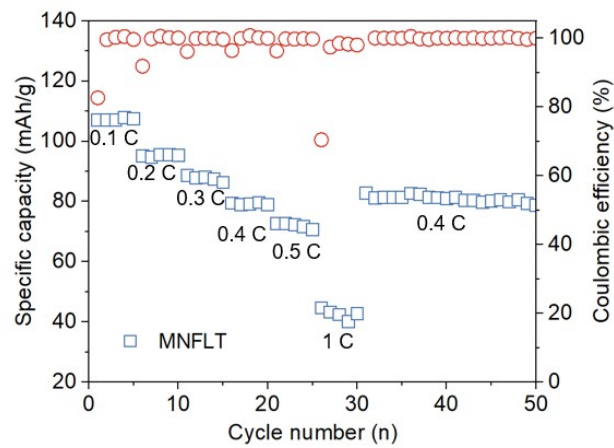 140
120
100
80
60
40
20
Specific capacity (mAh/g)
0.1 C
0.2 C
0.3 C
0.4 C
0.5 C
1 C
0.4 C
MNFLT
100
80
60
40
20
0
Coulombic efficiency (%)
0
10
20
30
40
50
Cycle number (n)